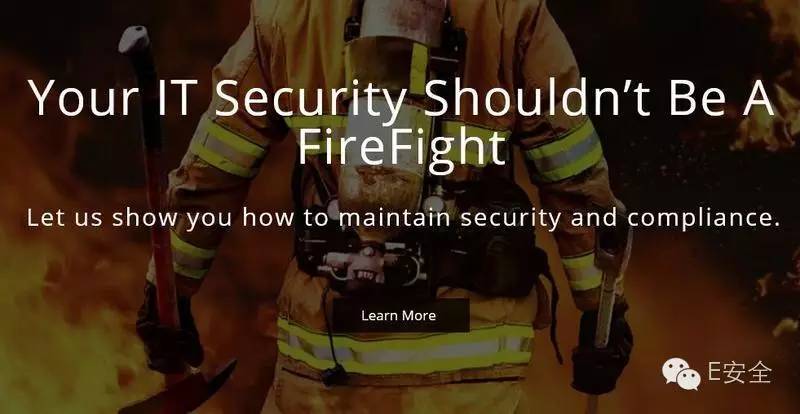 Your IT Security Shouldn’t Be A
FireFight
Let us show you how to maintain security and compliance.
Learn More
E安全